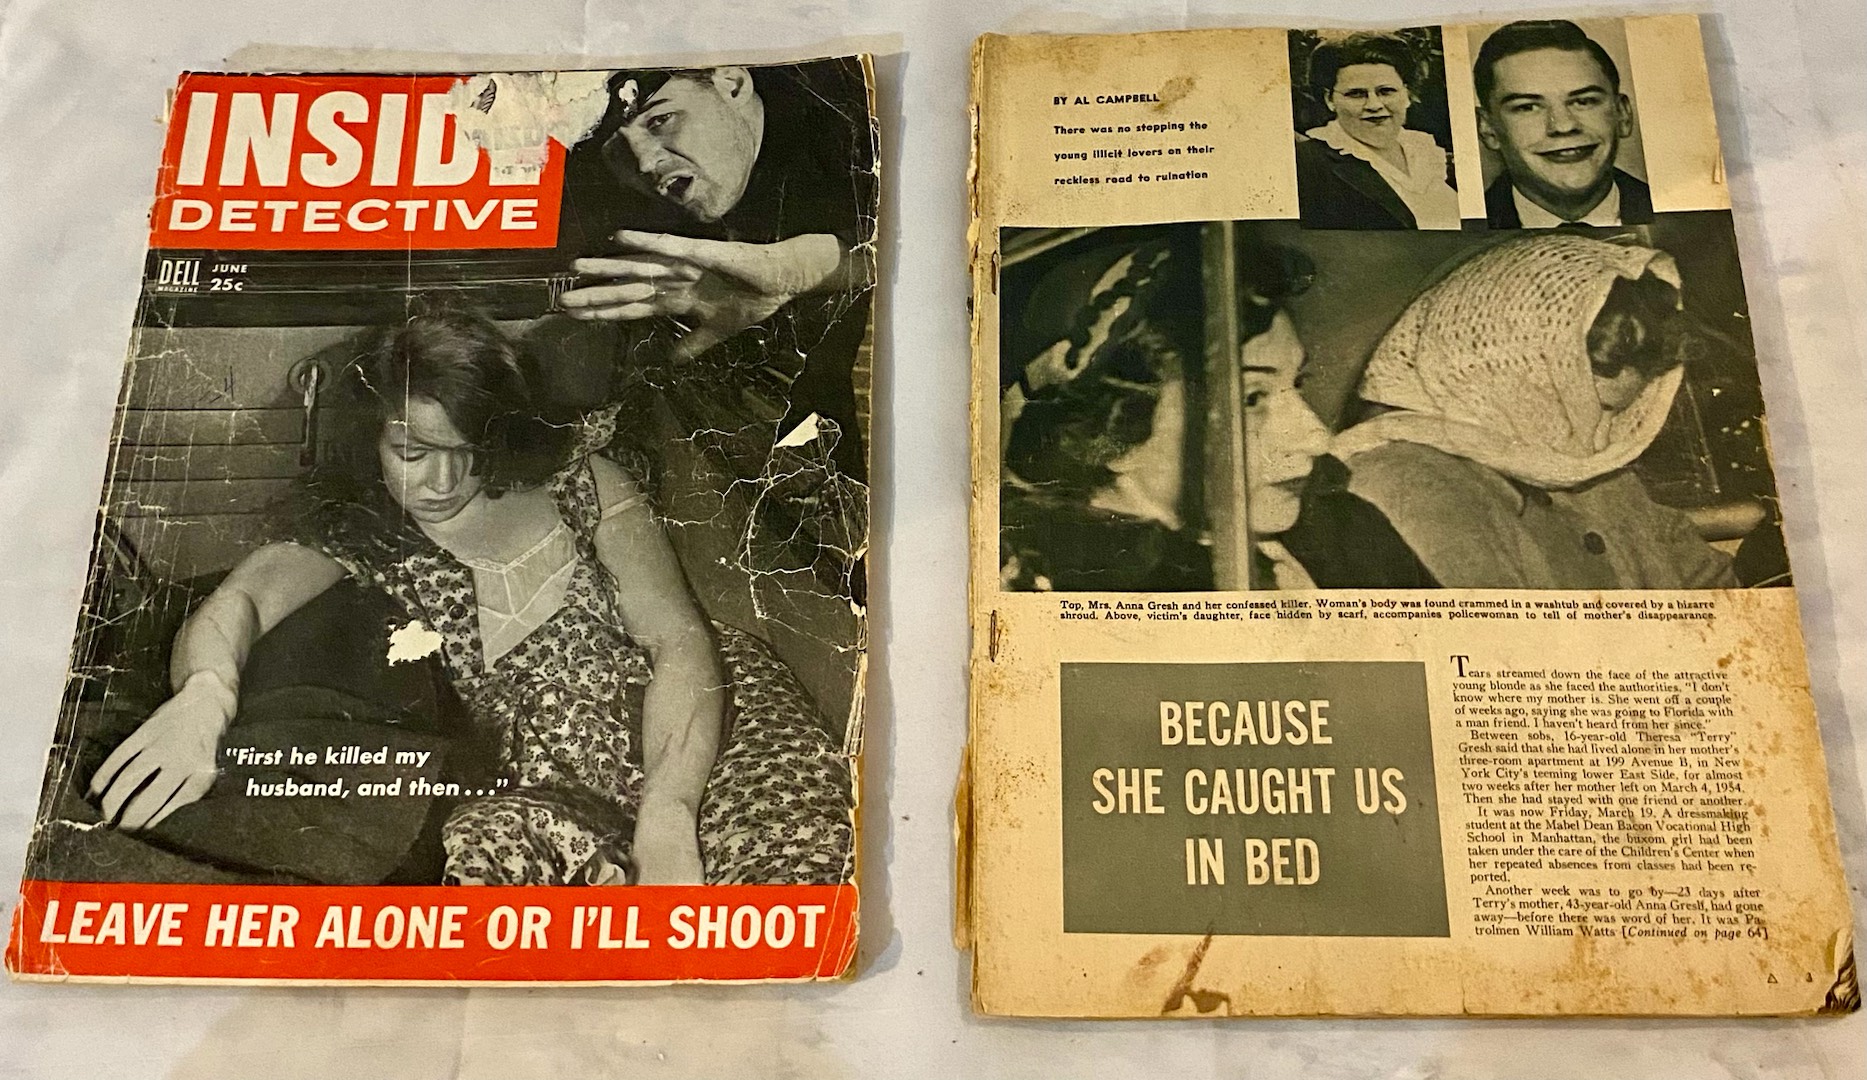 INSIDE
DETECTIVE
DELL
MAGAZINE
JUNE
25c
4
"First he killed my
husband, and then..."
LEAVE HER ALONE OR I'LL SHOOT
BY AL CAMPBELL
There was no stopping the
young illicit lovers on their
reckless road to ruination
Top, Mrs. Anna Gresh and her confessed killer. Woman's body was found crammed in a washtub and covered by a bizarre
shroud. Above, victim's daughter, face hidden by scarf, accompanies policewoman to tell of mother's disappearance.
BECAUSE
SHE CAUGHT US
IN BED
Tears streamed down the face of the attractive
young blonde as she faced the authorities. "I don't
know where my mother is. She went off a couple
of weeks ago, saying she was going to Florida with
a man friend. I haven't heard from her since."
Between sobs, 16-year-old Theresa "Terry"
Gresh said that she had lived alone in her mother's
three-room apartment at 199 Avenue B, in New
York City's teeming lower East Side, for almost
two weeks after her mother left on March 4, 1954.
Then she had stayed with one friend or another.
It was now Friday, March 19. A dressmaking
student at the Mabel Dean Bacon Vocational High
School in Manhattan, the buxom girl had been
taken under the care of the Children's Center when
her repeated absences from classes had been re-
ported.
Another week was to go by—23 days after
Terry's mother, 43-year-old Anna Gresh, had gone
away—before there was word of her. It was Pa-
trolmen William Watts [Continued on page 64]
3